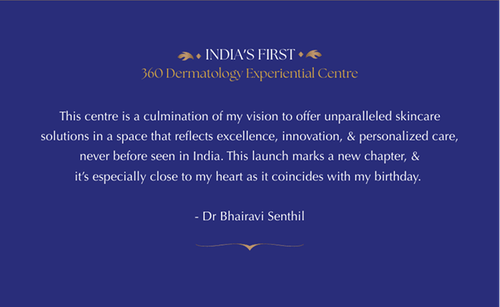 INDIA'S FIRST
360 Dermatology Experiential Centre
This centre is a culmination of my vision to offer unparalleled skincare
solutions in a space that reflects excellence, innovation, & personalized care,
never before seen in India. This launch marks a new chapter, &
it's especially close to my heart as it coincides with my birthday.
- Dr Bhairavi Senthil